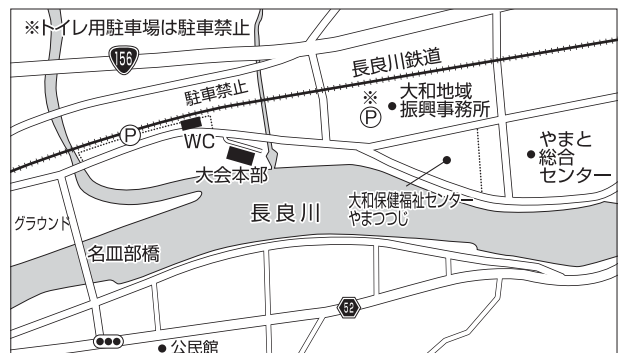 ※トイレ用駐車場は駐車禁止
156
長良川鉄道
駐車禁止
※
P
大和地域
振興事務所
P
WC
大会本部
やまと
総合
センター
大和保健福祉センター
やまつつじ
グラウンド
長良川
名皿部橋
52
公民館